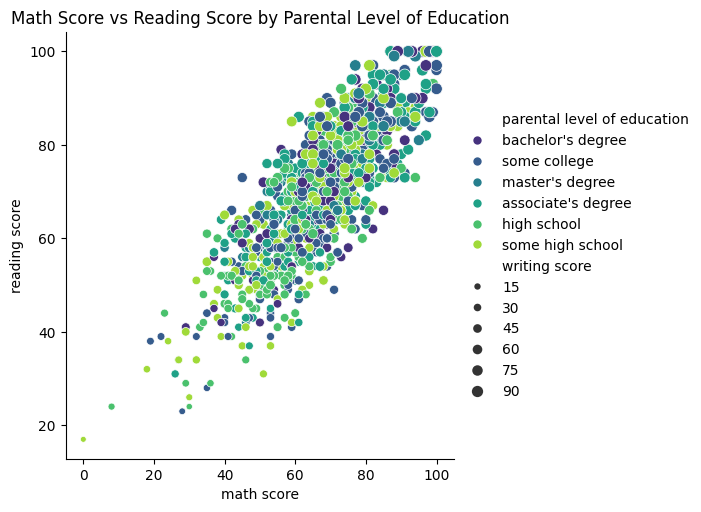 Math Score vs Reading Score by Parental Level of Education
100
80
60
40
20
reading score
0 20 40 60 80 100
math score
parental level of education
bachelor's degree
some college
master's degree
associate's degree
high school
some high school
writing score
15
30
45
60
75
90